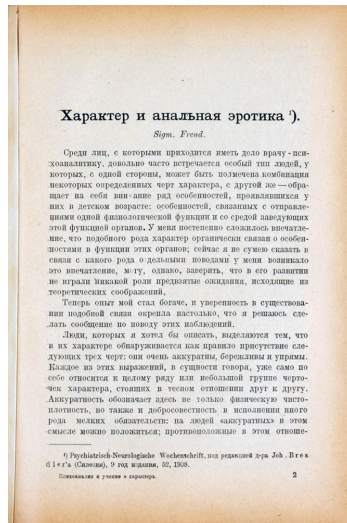 Характер и анальная эротика ¹).
Sigm. Freud.
Среди лиц, с которыми приходится иметь дело врачу-пси-
хоаналитику, довольно часто встречается особый тип людей, у
которых, с одной стороны, может быть подмечена комбинация
некоторых определенных черт характера, с другой же — обра-
щает на себя внимание ряд особенностей, проявлявшихся у
них в детском возрасте: особенностей, связанных с отправле-
циями одной физиологической функции и со средой заведующих
этой функцией органов. У меня постепенно сложилось впечатле-
ние, что подобного рода характер органически связан с особен-
ностями в функции этих органов; сейчас я не сумею сказать в
связи с какого рода отдельными поводами у меня возникало
это впечатление, могу, однако, заверить, что в его развитии
не играли никакой роли предвзятые ожидания, исходящие из
теоретических соображений.
Теперь опыт мой стал богаче, и уверенность в существова-
нии подобной связи окрепла настолько, что я решаюсь сде-
лать сообщение по поводу этих наблюдений.
Люди, которых я хотел бы описать, выделяются тем, что
в их характере обнаруживается как правило присутствие сле-
дующих трех черт: они очень аккуратны, бережливы и упрямы.
Каждое из этих выражений, в сущности говоря, уже само по
себе относится к целому ряду или небольшой группе черто-
чек характера, стоящих в тесном отношении друг к другу.
Аккуратность обозначает здесь не только физическую чисто-
плотность, но также и добросовестность в исполнении иного
рода мелких обязательств: на людей «аккуратных» в этом
смысле можно положиться; противоположные в этом отноше-
¹) Psychiatrisch-Neurologische Wochenschrift, под редакцией д-ра Joh. Bres
dler'a (Силезия), 9 год издания, 52, 1908.
Психоанализ и учение о характере.
2